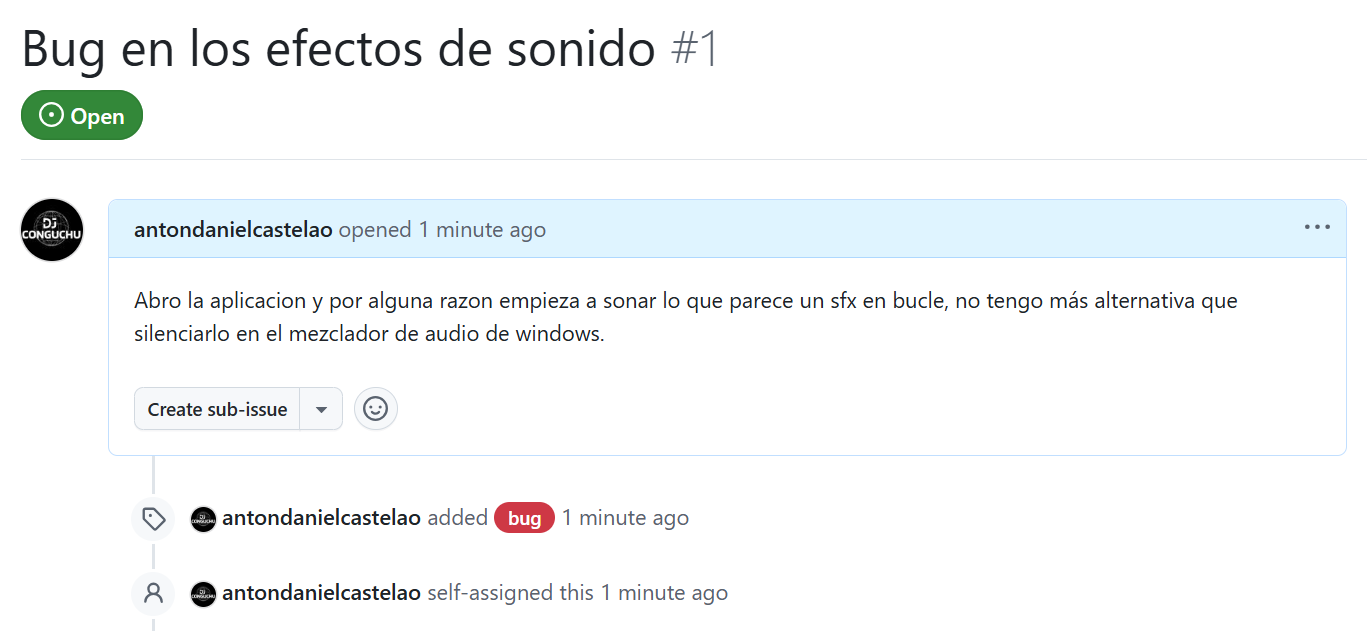 Bug en los efectos de sonido #1
Open
DJ
CONGUCHU
antondanielcastelao opened 1 minute ago
Abro la aplicacion y por alguna razon empieza a sonar lo que parece un sfx en bucle, no tengo más alternativa que
silenciarlo en el mezclador de audio de windows.
Create sub-issue
antondanielcastelao added bug 1 minute ago
antondanielcastelao self-assigned this 1 minute ago